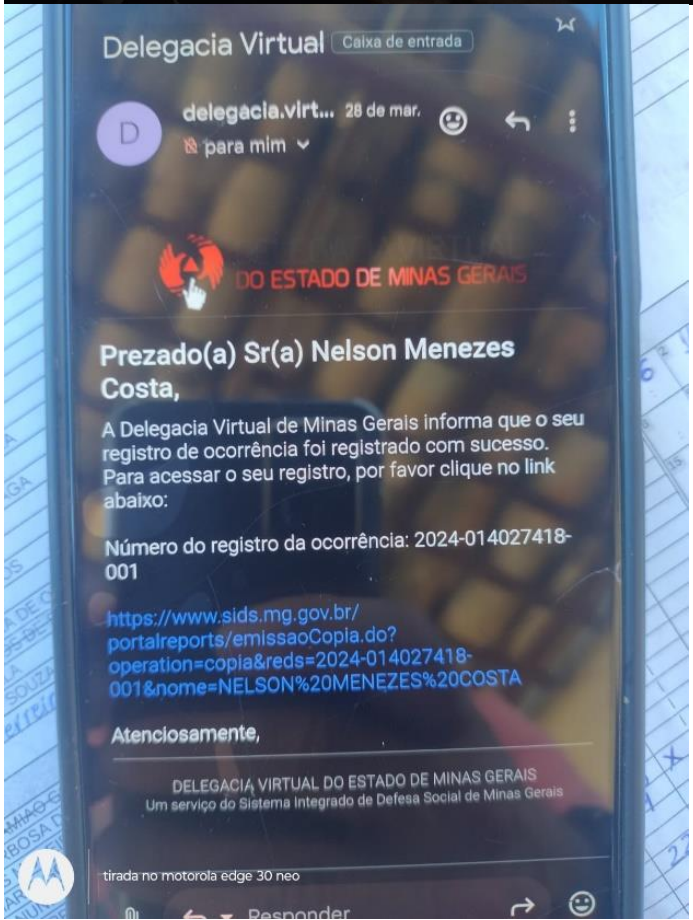 Delegacia Virtual Caixa de entrada
D
delegacia.virt... 28 de mar.
para mim
DELEGACIA VIRTUAL
DO ESTADO DE MINAS GERAIS
Prezado(a) Sr(a) Nelson Menezes
Costa,
A Delegacia Virtual de Minas Gerais informa que o seu
registro de ocorrência foi registrado com sucesso.
Para acessar o seu registro, por favor clique no link
abaixo:
Número do registro da ocorrência: 2024-014027418-
001
https://www.sids.mg.gov.br/
portalreports/emissaoCopia.do?
operation=copia&reds=2024-014027418-
001&nome=NELSON%20MENEZES%20COSTA
Atenciosamente,
DELEGACIA VIRTUAL DO ESTADO DE MINAS GERAIS
Um serviço do Sistema Integrado de Defesa Social de Minas Gerais
tirada no motorola edge 30 neo
Responder